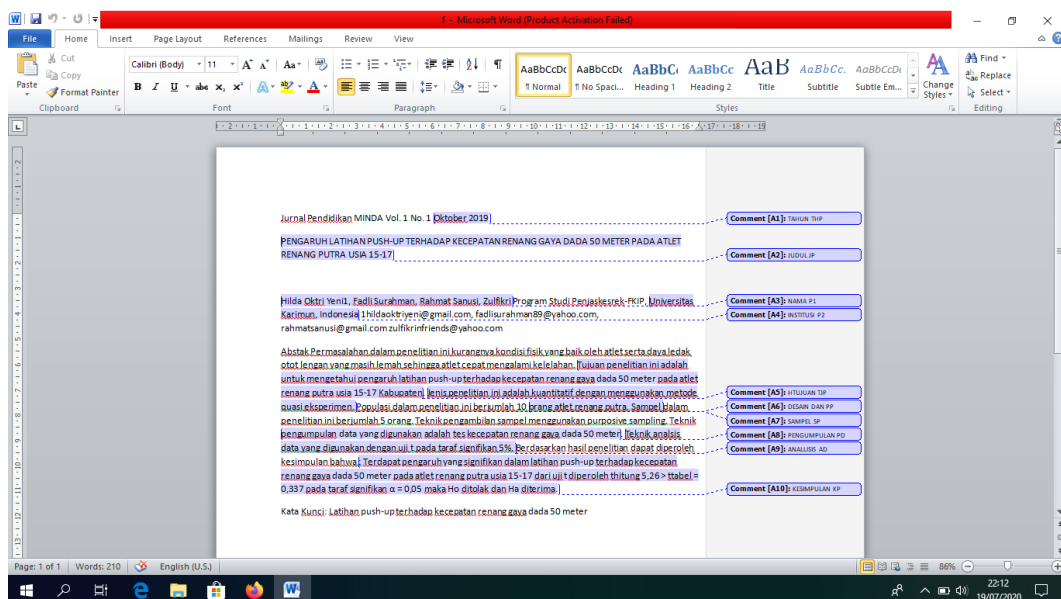 f - Microsoft Word (Product Activation Failed)
File Home Insert Page Layout References Mailings Review View
Cut
Copy
Format Painter
Paste
Clipboard
Calibri (Body) 11
Font
Paragraph
AaBbCcDc AaBbCcDc AaBbC AaBbCc AaB AaBbCc. AaBbCcDc
¶ Normal ¶ No Spaci... Heading 1 Heading 2 Title Subtitle Subtle Em...
Change Styles
Styles
Find
Replace
Select
Editing
Jurnal Pendidikan MINDA Vol. 1 No. 1 Oktober 2019
PENGARUH LATIHAN PUSH-UP TERHADAP KECEPATAN RENANG GAYA DADA 50 METER PADA ATLET
RENANG PUTRA USIA 15-17
Hilda Oktri Yeni1, Fadli Surahman, Rahmat Sanusi, Zulfikri Program Studi Penjaskesrek-FKIP, Universitas
Karimun, Indonesia 1hildaoktriyeni@gmail.com, fadlisurahman89@yahoo.com,
rahmatsanusi@gmail.com zulfikrinfriends@yahoo.com
Abstak Permasalahan dalam penelitian ini kurangnya kondisi fisik yang baik oleh atlet serta daya ledak
otot lengan yang masih lemah sehingga atlet cepat mengalami kelelahan. Tujuan penelitian ini adalah
untuk mengetahui pengaruh latihan push-up terhadap kecepatan renang gaya dada 50 meter pada atlet
renang putra usia 15-17 Kabupaten. Jenis penelitian ini adalah kuantitatif dengan menggunakan metode
quasi eksperimen. Populasi dalam penelitian ini berjumlah 10 orang atlet renang putra. Sampel dalam
penelitian ini berjumlah 5 orang. Teknik pengambilan sampel menggunakan purposive sampling. Teknik
pengumpulan data yang digunakan adalah tes kecepatan renang gaya dada 50 meter. Teknik analsis
data yang digunakan dengan uji t pada taraf signifikan 5%. Berdasarkan hasil penelitian dapat diperoleh
kesimpulan bahwa: Terdapat pengaruh yang signifikan dalam latihan push-up terhadap kecepatan
renang gaya dada 50 meter pada atlet renang putra usia 15-17 dari uji t diperoleh thitung 5,26 > ttabel =
0,337 pada taraf signifikan α = 0,05 maka Ho ditolak dan Ha diterima.
Kata Kunci: Latihan push-up terhadap kecepatan renang gaya dada 50 meter
Comment [A1]: TAHUN THP
Comment [A2]: JUDUL JP
Comment [A3]: NAMA P1
Comment [A4]: INSTITUSI P2
Comment [A5]: HTUJUAN TJP
Comment [A6]: DESAIN DAN PP
Comment [A7]: SAMPEL SP
Comment [A8]: PENGUMPULAN PD
Comment [A9]: ANALISIS AD
Comment [A10]: KESIMPULAN KP
Page: 1 of 1 Words: 210 English (U.S.) 86%
22:12
19/07/2020